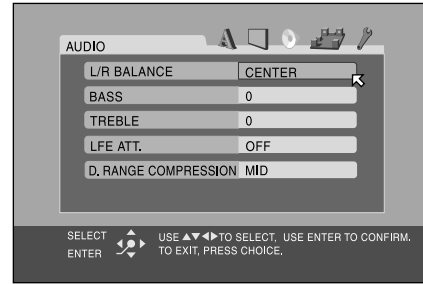 AUDIO
L/R BALANCE CENTER
BASS 0
TREBLE 0
LFE ATT. OFF
D. RANGE COMPRESSION MID
SELECT
ENTER
USE ▲▼◀▶TO SELECT, USE ENTER TO CONFIRM.
TO EXIT, PRESS CHOICE.